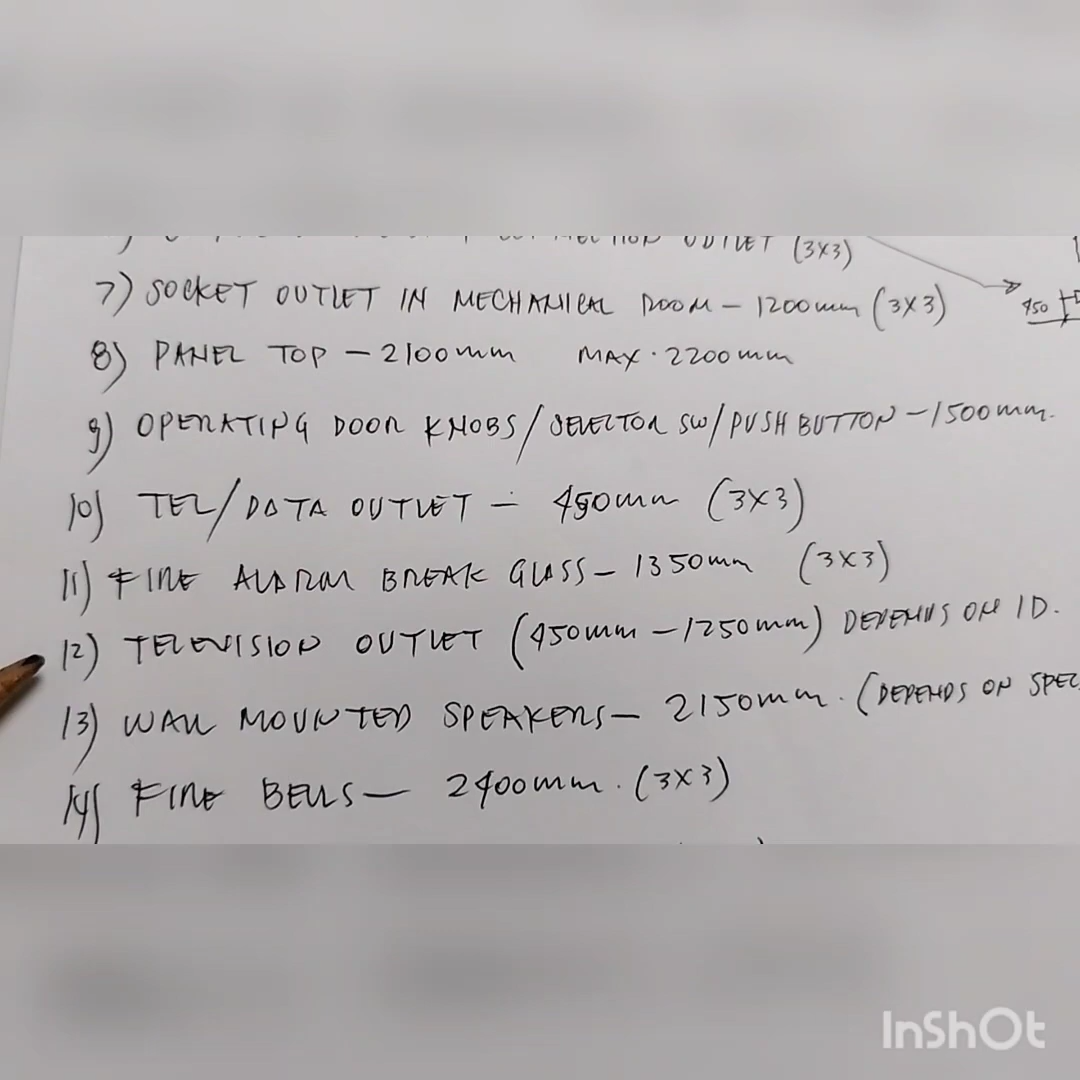 OUTLET (3x3)
7) SOCKET OUTLET IN MECHANICAL ROOM – 1200mm (3x3)
450
8) PANEL TOP – 2100mm MAX. 2200mm
9) OPERATING DOOR KNOBS/SELECTOR SW/PUSH BUTTON – 1500mm.
10) TEL/DATA OUTLET – 450mm (3x3)
11) FIRE ALARM BREAK GLASS – 1350mm (3x3)
12) TELEVISION OUTLET (450mm – 1250mm) DEPENDS ON ID.
13) WALL MOUNTED SPEAKERS – 2150mm. (DEPENDS ON SPEC
14) FIRE BELLS – 2400mm. (3x3)
InShOt